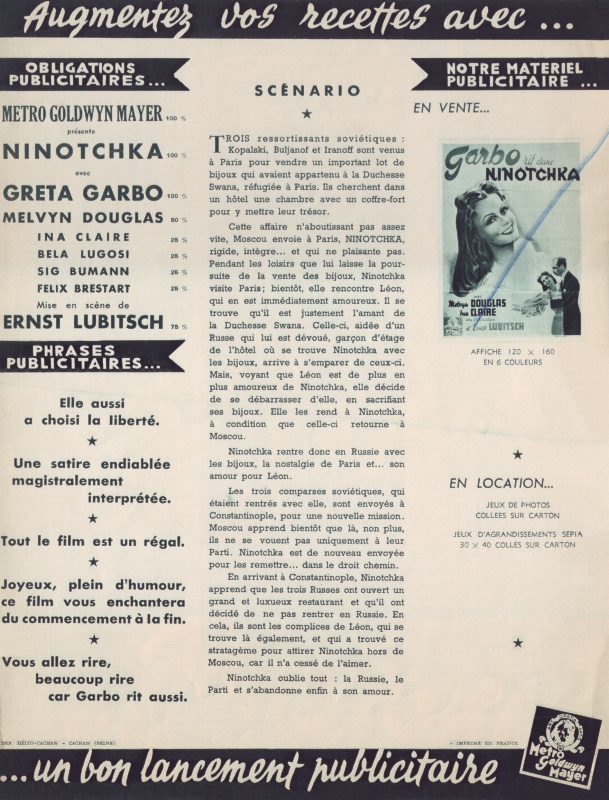 Augmentez vos recettes avec ...
OBLIGATIONS
PUBLICITAIRES...
METRO GOLDWYN MAYER 100 %
présente
NINOTCHKA 100 %
avec
GRETA GARBO 100 %
MELVYN DOUGLAS 50 %
INA CLAIRE 25 %
BELA LUGOSI 25 %
SIG BUMANN 25 %
FELIX BRESTART 25 %
Mise en scène de
ERNST LUBITSCH 75 %
PHRASES
PUBLICITAIRES...
Elle aussi
a choisi la liberté.
★
Une satire endiablée
magistralement
interprétée.
★
Tout le film est un régal.
★
Joyeux, plein d'humour,
ce film vous enchantera
du commencement à la fin.
★
Vous allez rire,
beaucoup rire
car Garbo rit aussi.
SCÉNARIO
★
TROIS ressortissants soviétiques :
Kopalski, Buljanof et Iranoff sont venus
à Paris pour vendre un important lot de
bijoux qui avaient appartenu à la Duchesse
Swana, réfugiée à Paris. Ils cherchent dans
un hôtel une chambre avec un coffre-fort
pour y mettre leur trésor.
Cette affaire n'aboutissant pas assez
vite, Moscou envoie à Paris, NINOTCHKA,
rigide, intègre... et qui ne plaisante pas.
Pendant les loisirs que lui laisse la pour-
suite de la vente des bijoux, Ninotchka
visite Paris ; bientôt, elle rencontre Léon,
qui en est immédiatement amoureux. Il se
trouve qu'il est justement l'amant de
la Duchesse Swana. Celle-ci, aidée d'un
Russe qui lui est dévoué, garçon d'étage
de l'hôtel où se trouve Ninotchka avec
les bijoux, arrive à s'emparer de ceux-ci.
Mais, voyant que Léon est de plus en
plus amoureux de Ninotchka, elle décide
de se débarrasser d'elle, en sacrifiant
ses bijoux. Elle les rend à Ninotchka,
à condition que celle-ci retourne à
Moscou.
Ninotchka rentre donc en Russie avec
les bijoux, la nostalgie de Paris et... son
amour pour Léon.
Les trois comparses soviétiques, qui
étaient rentrés avec elle, sont envoyés à
Constantinople, pour une nouvelle mission.
Moscou apprend bientôt que là, non plus,
ils ne se vouent pas uniquement à leur
Parti. Ninotchka est de nouveau envoyée
pour les remettre... dans le droit chemin.
En arrivant à Constantinople, Ninotchka
apprend que les trois Russes ont ouvert un
grand et luxueux restaurant et qu'il ont
décidé de ne pas rentrer en Russie. En
cela, ils sont les complices de Léon, qui se
trouve là également, et qui a trouvé ce
stratagème pour attirer Ninotchka hors de
Moscou, car il n'a cessé de l'aimer.
Ninotchka oublie tout : la Russie, le
Parti et s'abandonne enfin à son amour.
NOTRE MATERIEL
PUBLICITAIRE ...
EN VENTE...
Garbo
rit dans
NINOTCHKA
Melvyn DOUGLAS
Ina CLAIRE
Ernst LUBITSCH
AFFICHE 120 x 160
EN 6 COULEURS
★
EN LOCATION...
JEUX DE PHOTOS
COLLEES SUR CARTON
JEUX D'AGRANDISSEMENTS SEPIA
30 x 40 COLLES SUR CARTON
★
HÉLIO-CACHAN - CACHAN (SEINE)
- IMPRIMÉ EN FRANCE
...un bon lancement publicitaire
Metro
Goldwyn
Mayer